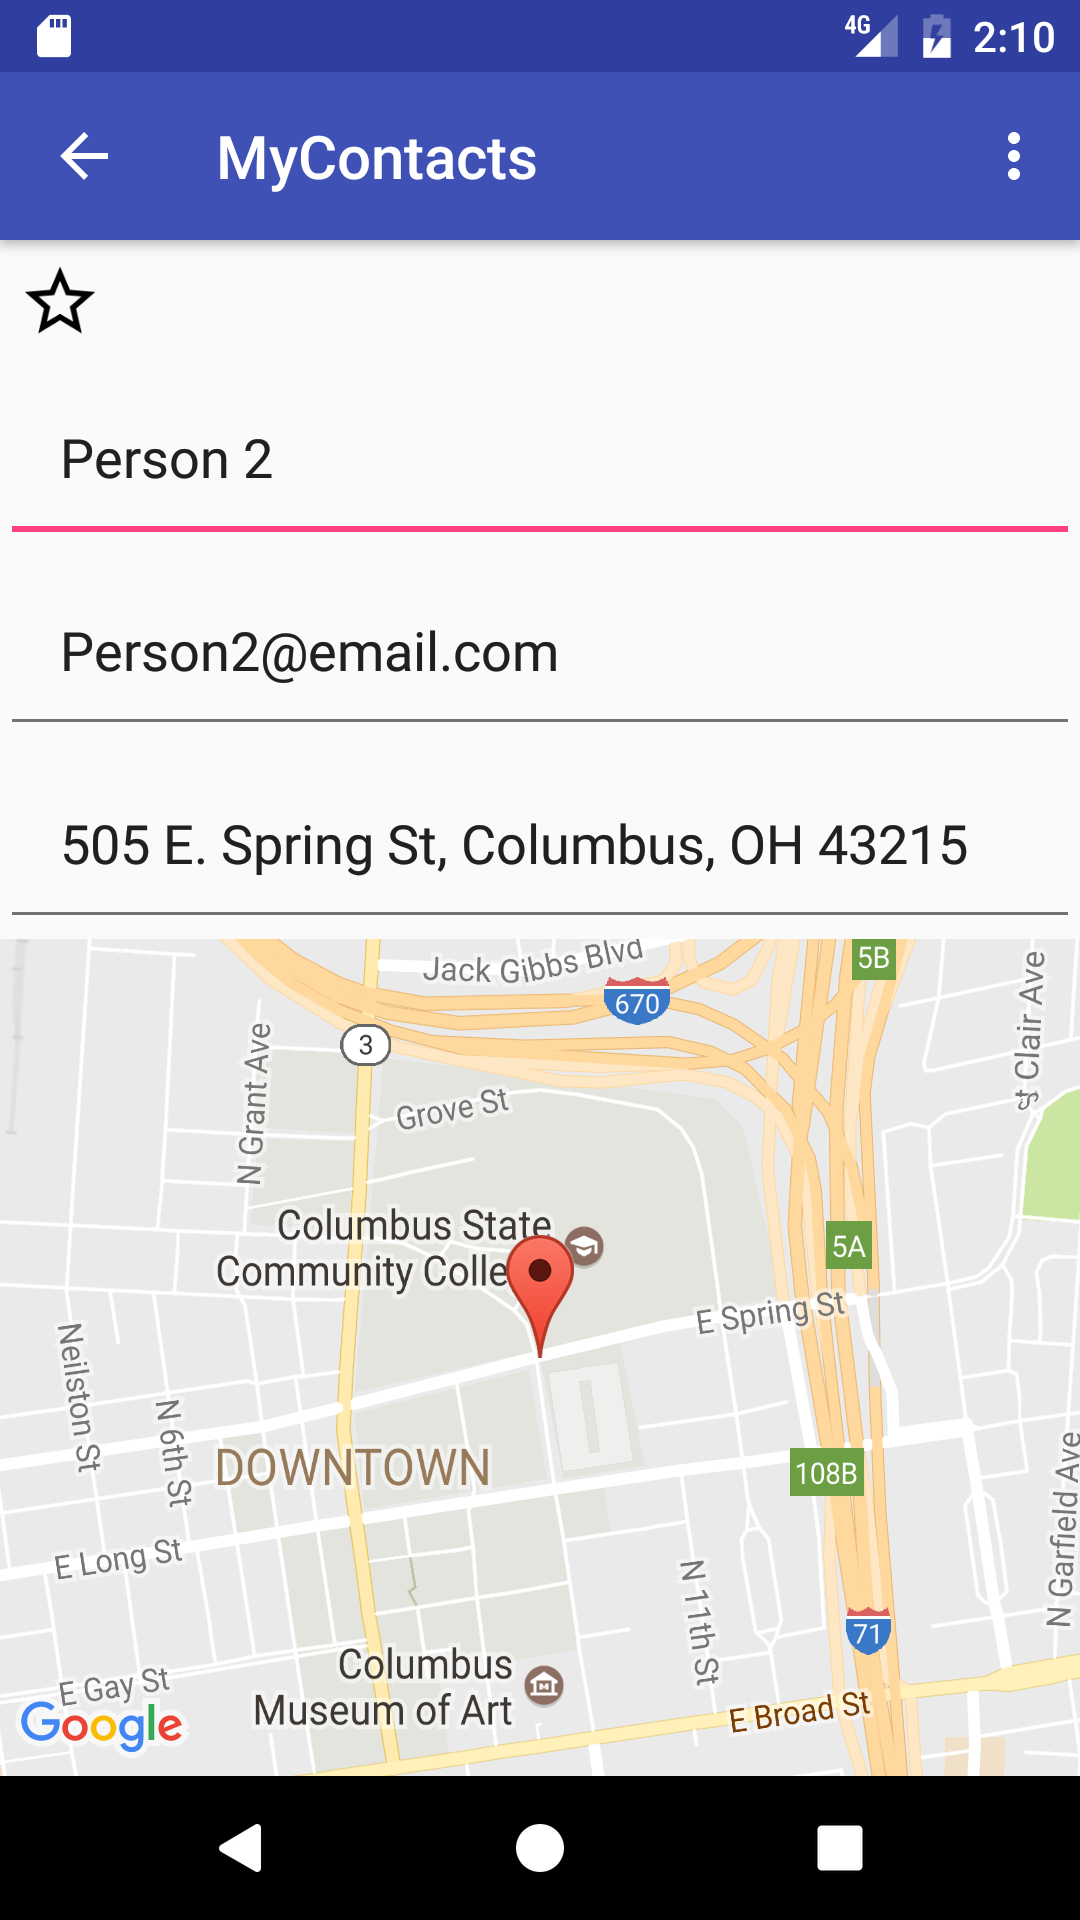 4G 2:10
MyContacts
Person 2
Person2@email.com
505 E. Spring St, Columbus, OH 43215
Jack Gibbs Blvd
5B
670
St Clair Ave
3
N Grant Ave
Grove St
Columbus State
Community Colle
5A
E Spring St
Neilston St
N 6th St
DOWNTOWN
108B
N Garfield Ave
E Long St
N 11th St
71
Columbus
Museum of Art
E Gay St
E Broad St
Google